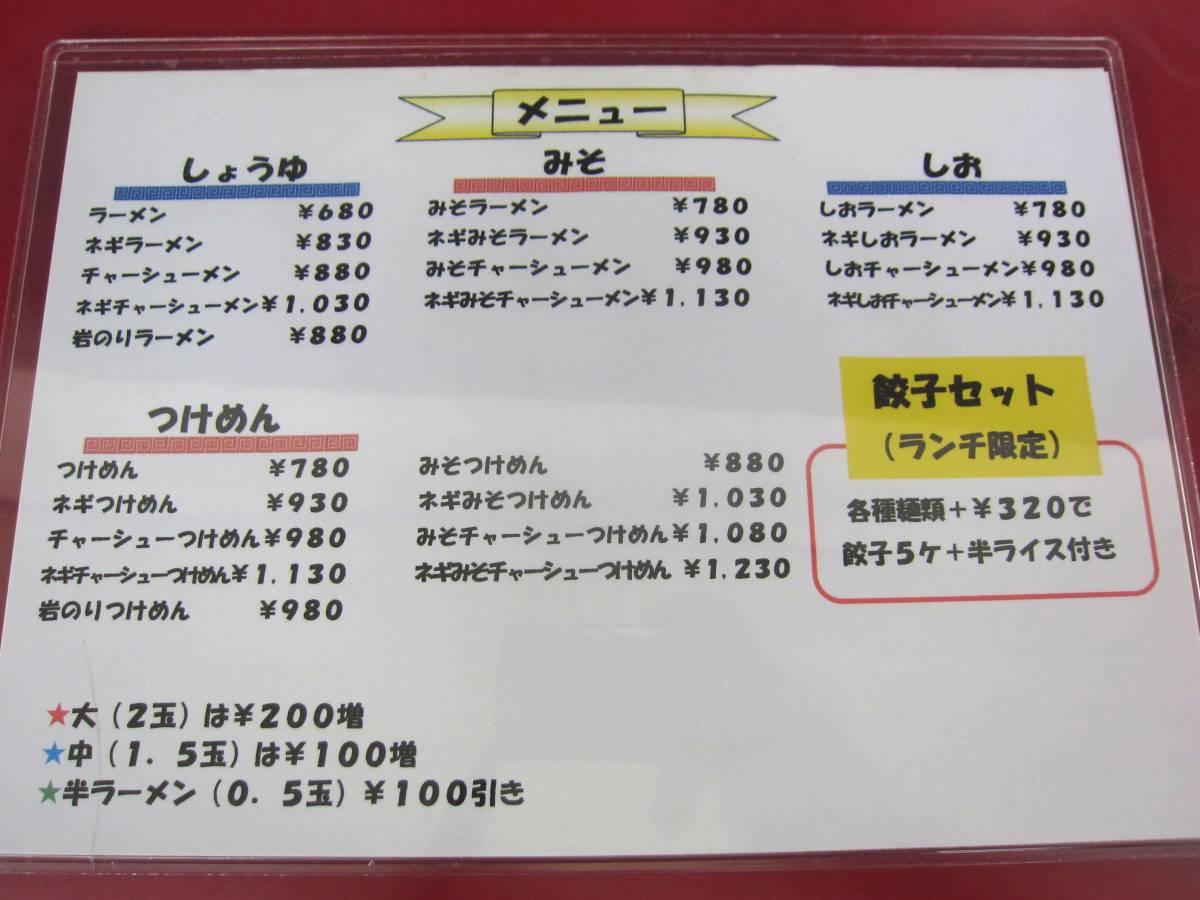 メニュー
しょうゆ
ラーメン ¥680
ネギラーメン ¥830
チャーシューメン ¥880
ネギチャーシューメン¥1,030
岩のりラーメン ¥880
みそ
みそラーメン ¥780
ネギみそラーメン ¥930
みそチャーシューメン ¥980
ネギみそチャーシューメン¥1,130
しお
しおラーメン ¥780
ネギしおラーメン ¥930
しおチャーシューメン¥980
ネギしおチャーシューメン¥1,130
つけめん
つけめん ¥780
ネギつけめん ¥930
チャーシューつけめん¥980
ネギチャーシューつけめん¥1,130
岩のりつけめん ¥980
みそつけめん ¥880
ネギみそつけめん ¥1,030
みそチャーシューつけめん¥1,080
ネギみそチャーシューつけめん ¥1,230
餃子セット
(ランチ限定)
各種麺類+¥320で
餃子5ケ+半ライス付き
★大(2玉)は¥200増
★中(1.5玉)は¥100増
★半ラーメン(0.5玉)¥100引き